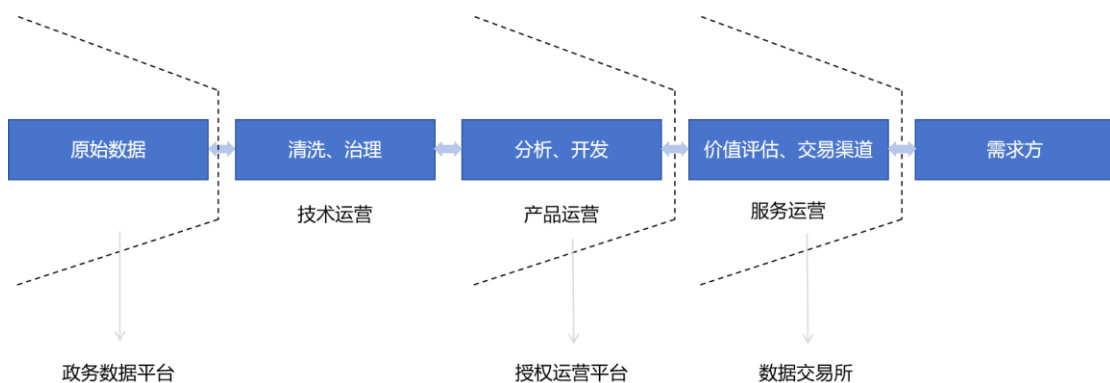 原始数据
清洗、治理
分析、开发
价值评估、交易渠道
需求方
技术运营
产品运营
服务运营
政务数据平台
授权运营平台
数据交易所